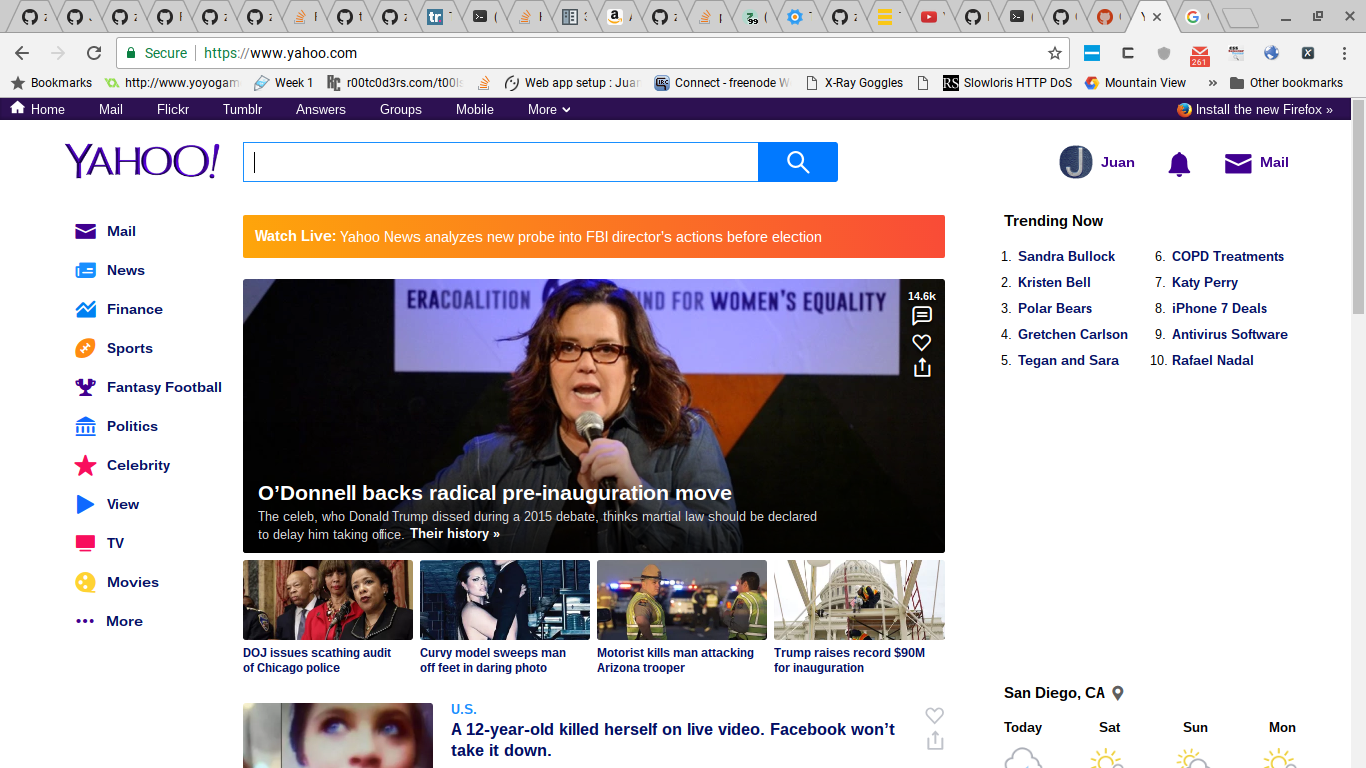 Secure
https://www.yahoo.com
261
Bookmarks
http://www.yoyogam
Week 1
r00tc0d3rs.com/t00ls
Web app setup : Juan
Connect - freenode W
X-Ray Goggles
RS
Slowloris HTTP DoS
Mountain View
»
Other bookmarks
Home
Mail
Flickr
Tumblr
Answers
Groups
Mobile
More
Install the new Firefox »
YAHOO!
J
Juan
Mail
Mail
News
Finance
Sports
Fantasy Football
Politics
Celebrity
View
TV
Movies
More
Watch Live: Yahoo News analyzes new probe into FBI director's actions before election
ERACOALITION
FOR WOMEN'S EQUALITY
14.6k
O’Donnell backs radical pre-inauguration move
The celeb, who Donald Trump dissed during a 2015 debate, thinks martial law should be declared
to delay him taking office. Their history »
DOJ issues scathing audit
of Chicago police
Curvy model sweeps man
off feet in daring photo
Motorist kills man attacking
Arizona trooper
Trump raises record $90M
for inauguration
U.S.
A 12-year-old killed herself on live video. Facebook won’t
take it down.
Trending Now
1. Sandra Bullock
2. Kristen Bell
3. Polar Bears
4. Gretchen Carlson
5. Tegan and Sara
6. COPD Treatments
7. Katy Perry
8. iPhone 7 Deals
9. Antivirus Software
10. Rafael Nadal
San Diego, CA
Today
Sat
Sun
Mon